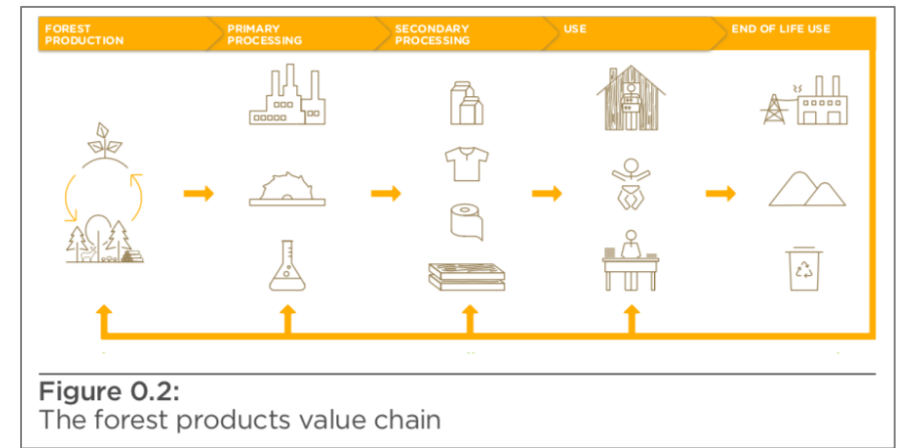 FOREST
PRODUCTION
PRIMARY
PROCESSING
SECONDARY
PROCESSING
USE
END OF LIFE USE
Figure 0.2:
The forest products value chain